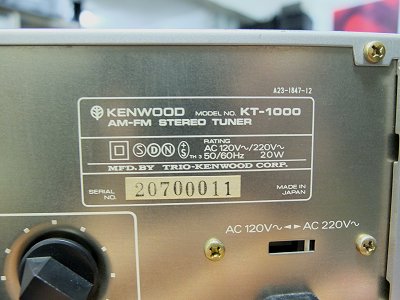 A23-1847-12
KENWOOD MODEL NO. KT-1000
AM-FM STEREO TUNER
RATING
S D N AC 120V~/220V~
50/60Hz 20W
MFD. BY TRIO-KENWOOD CORP.
SERIAL NO. 20700011 MADE IN JAPAN
AC 120V~ ◄► AC 220V~